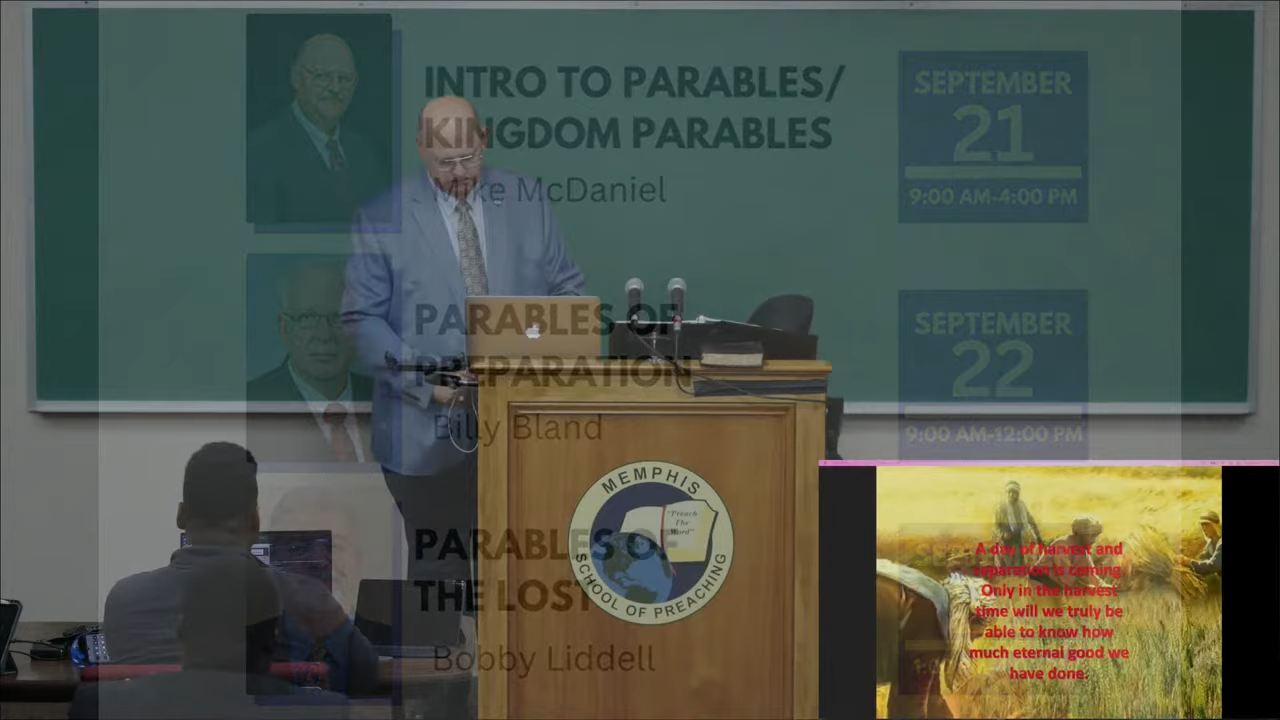 INTRO TO PARABLES/
KINGDOM PARABLES
Mike McDaniel
SEPTEMBER
21
9:00 AM-4:00 PM
PARABLES OF
PREPARATION
Billy Bland
SEPTEMBER
22
9:00 AM-12:00 PM
PARABLES OF
THE LOST
Bobby Liddell
MEMPHIS
SCHOOL OF PREACHING
"Preach
The
Word"
A day of harvest and
separation is coming.
Only in the harvest
time will we truly be
able to know how
much eternal good we
have done.